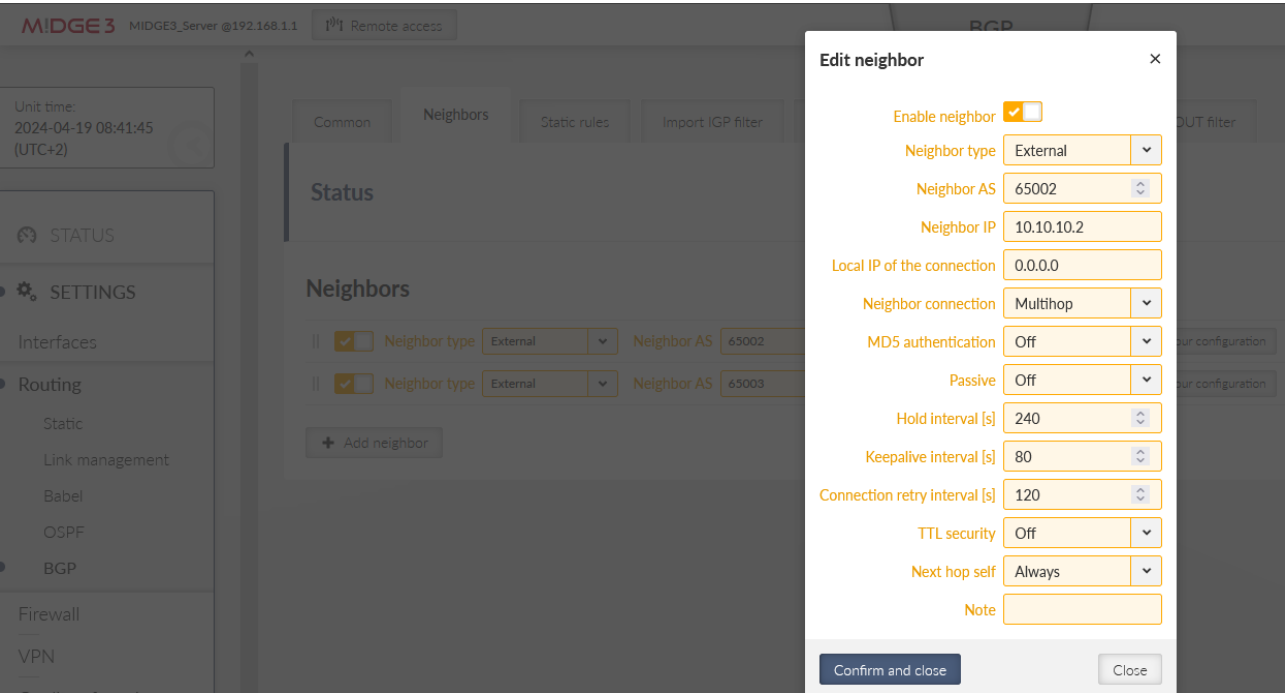 MIDGE 3 MIDGE3_Server @192.168.1.1 Remote access BGP
Unit time:
2024-04-19 08:41:45
(UTC+2)
STATUS
SETTINGS
Interfaces
Routing
Static
Link management
Babel
OSPF
BGP
Firewall
VPN
Common Neighbors Static rules Import IGP filter OUT filter
Status
Neighbors
Neighbor type External Neighbor AS 65002 our configuration
Neighbor type External Neighbor AS 65003 our configuration
+ Add neighbor
Edit neighbor ×
Enable neighbor
Neighbor type External
Neighbor AS 65002
Neighbor IP 10.10.10.2
Local IP of the connection 0.0.0.0
Neighbor connection Multihop
MD5 authentication Off
Passive Off
Hold interval [s] 240
Keepalive interval [s] 80
Connection retry interval [s] 120
TTL security Off
Next hop self Always
Note
Confirm and close Close